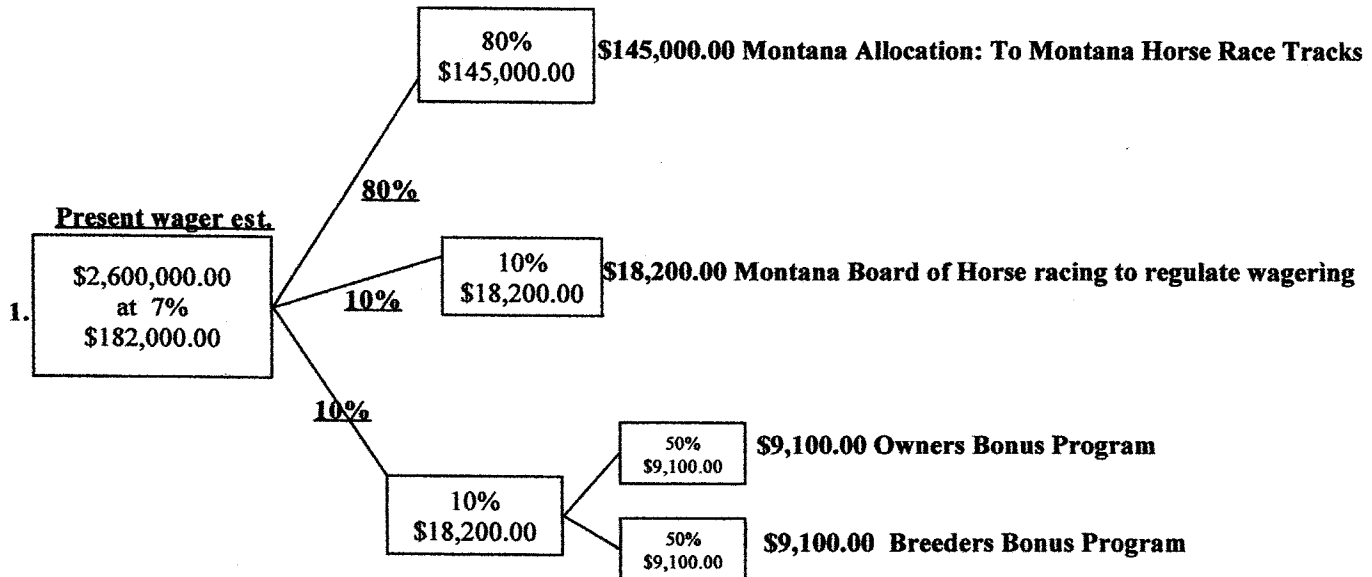 80%
$145,000.00
$145,000.00 Montana Allocation: To Montana Horse Race Tracks
80%
Present wager est.
1.
$2,600,000.00
at 7%
$182,000.00
10%
10%
$18,200.00
$18,200.00 Montana Board of Horse racing to regulate wagering
10%
10%
$18,200.00
50%
$9,100.00
$9,100.00 Owners Bonus Program
50%
$9,100.00
$9,100.00 Breeders Bonus Program